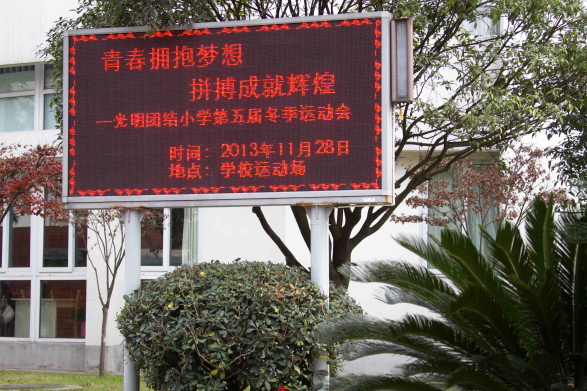 青春拥抱梦想
拼搏成就辉煌
—光明团结小学第五届冬季运动会
时间：2013年11月28日
地点：学校运动场